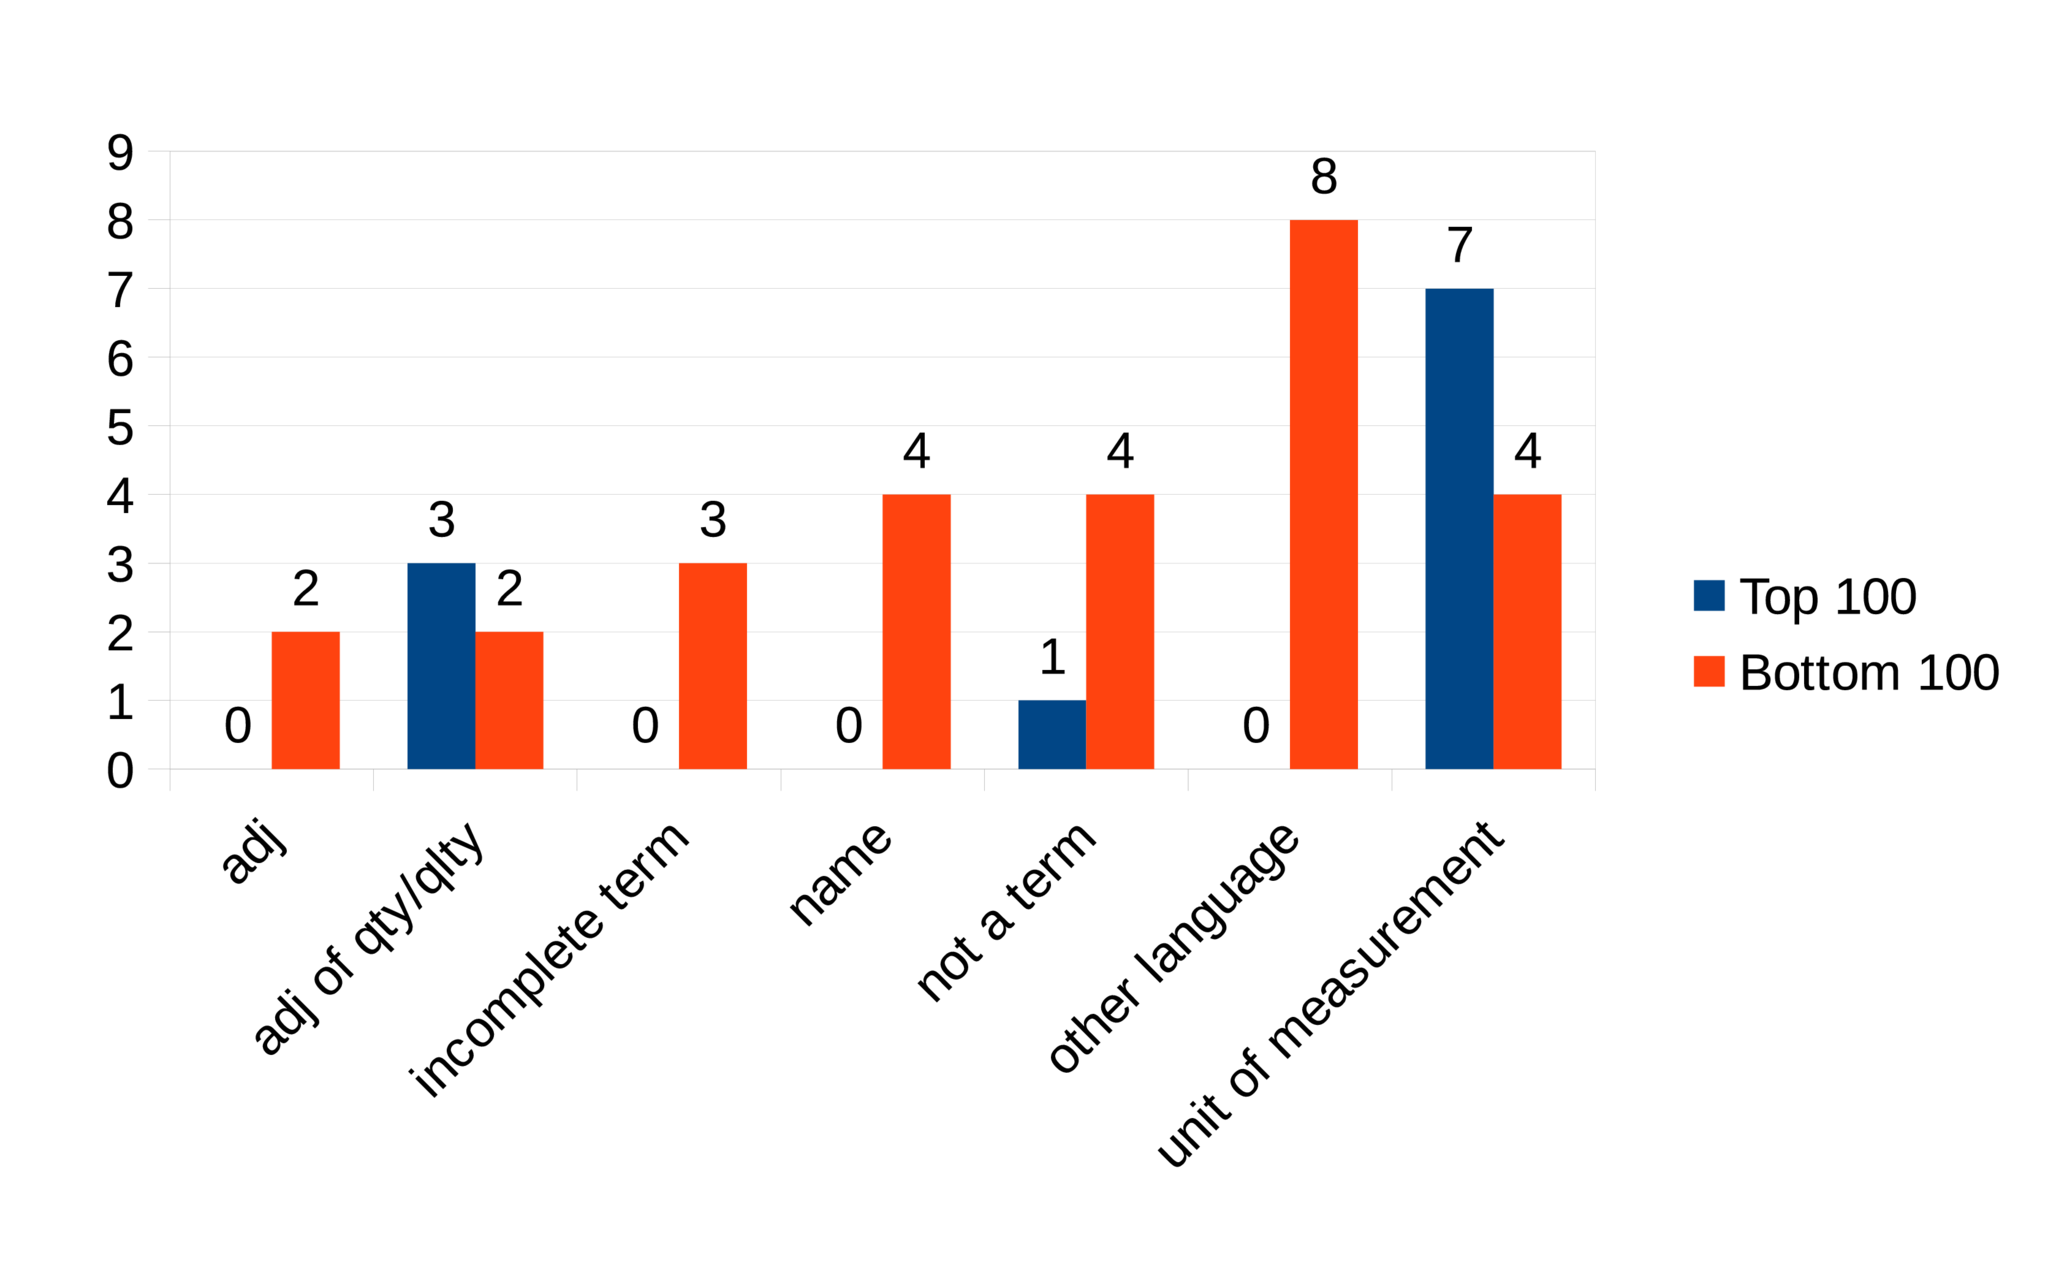 9
8
7
6
5
4
3
2
1
0
0
2
3
2
0
3
0
4
1
4
0
8
7
4
adj
adj of qty/qlty
incomplete term
name
not a term
other language
unit of measurement
Top 100
Bottom 100